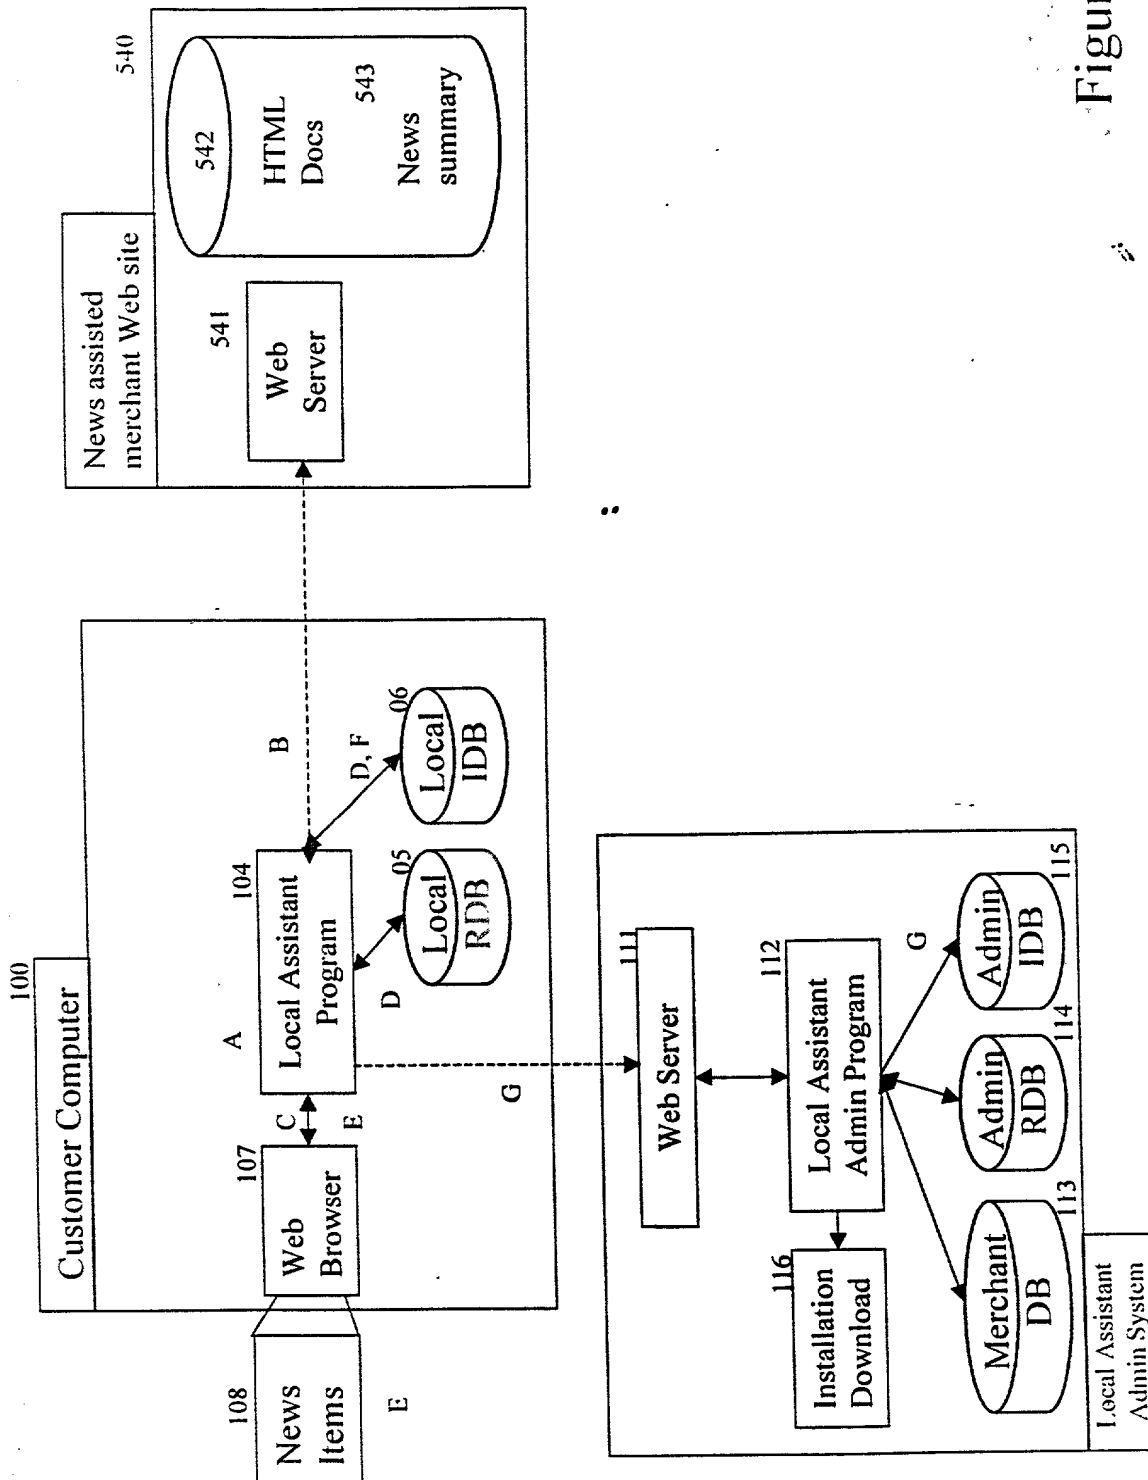 100
Customer Computer
108
News
Items
E
107
Web
Browser
C
E
A
104
Local Assistant
Program
D
05
Local
RDB
D, F
06
Local
IDB
B
G
News assisted
merchant Web site
540
541
Web
Server
542
HTML
Docs
543
News
summary
111
Web Server
112
Local Assistant
Admin Program
116
Installation
Download
G
Merchant
DB
113
Admin
RDB
114
Admin
IDB
115
Local Assistant
Admin System